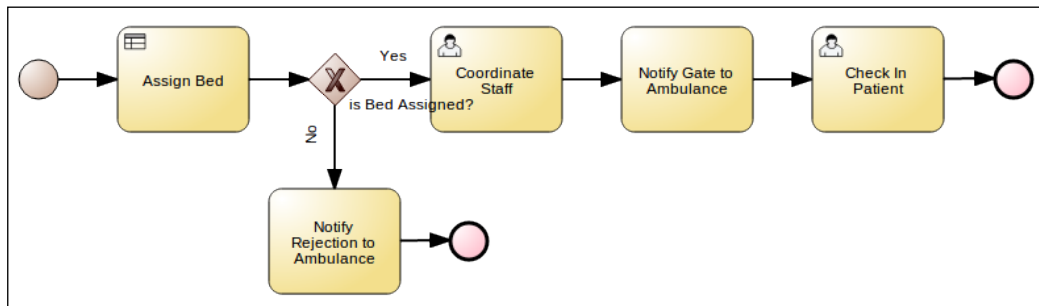 Assign Bed
Yes
is Bed Assigned?
No
Coordinate
Staff
Notify Gate to
Ambulance
Check In
Patient
Notify
Rejection to
Ambulance